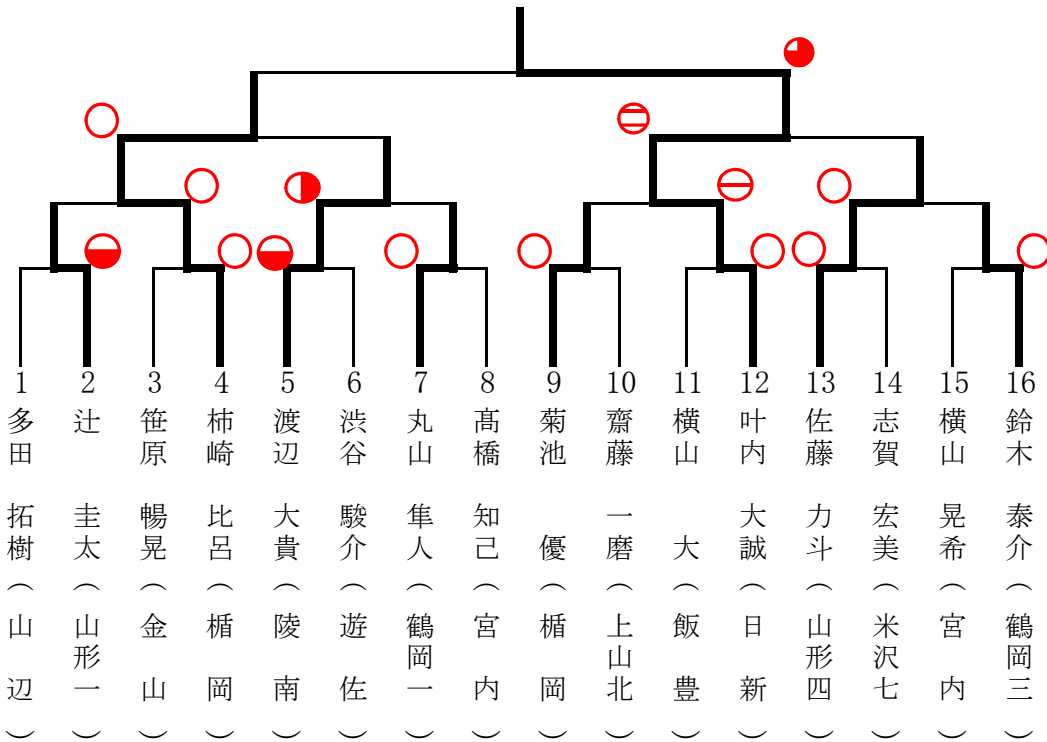 1 多田 拓樹（山辺）
2 辻 圭太（山形一）
3 笹原 暢晃（金山）
4 柿崎 比呂（楯岡）
5 渡辺 大貴（陵南）
6 渋谷 駿介（遊佐）
7 丸山 隼人（鶴岡一）
8 髙橋 知己（宮内）
9 菊池 優（楯岡）
10 齋藤 一磨（上山北）
11 横山 大（飯豊）
12 叶内 大誠（日新）
13 佐藤 力斗（山形四）
14 志賀 宏美（米沢七）
15 横山 晃希（宮内）
16 鈴木 泰介（鶴岡三）